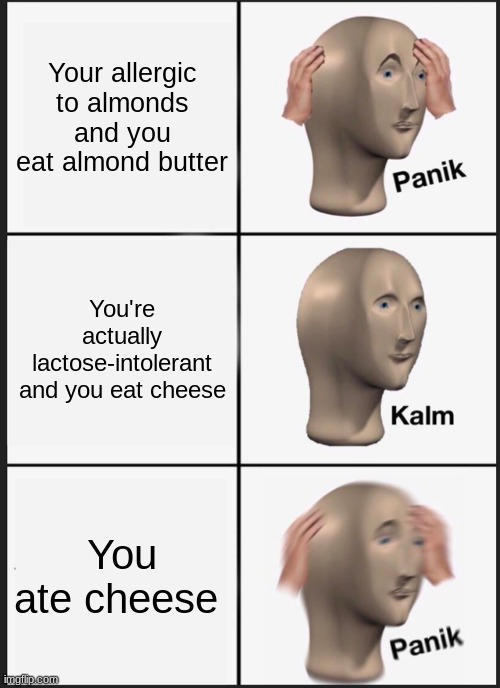 Your allergic
to almonds
and you
eat almond butter
Panik
You're
actually
lactose-intolerant
and you eat cheese
Kalm
You
ate cheese
Panik
imgflip.com